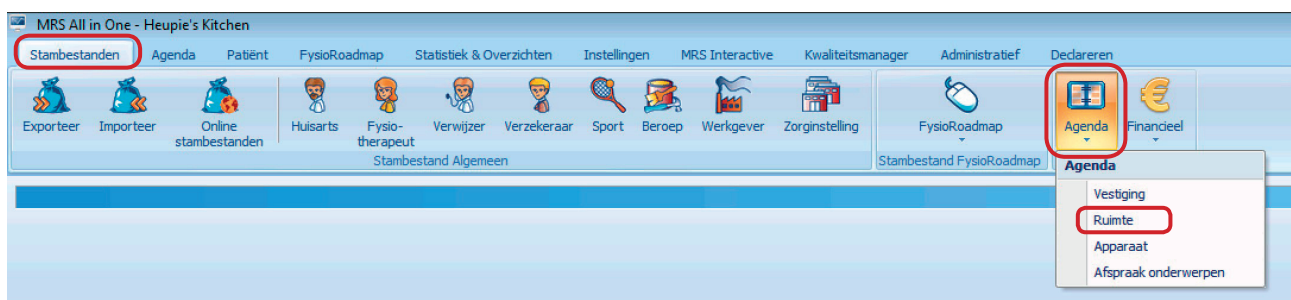 MRS All in One - Heupie's Kitchen
Stambestanden Agenda Patiënt FysioRoadmap Statistiek & Overzichten Instellingen MRS Interactive Kwaliteitsmanager Administratief Declareren
Exporteer Importeer Online stambestanden Huisarts Fysio-therapeut Verwijzer Verzekeraar Sport Beroep Werkgever Zorginstelling FysioRoadmap Agenda Financieel
Stambestand Algemeen Stambestand FysioRoadmap
Agenda
Vestiging
Ruimte
Apparaat
Afspraak onderwerpen